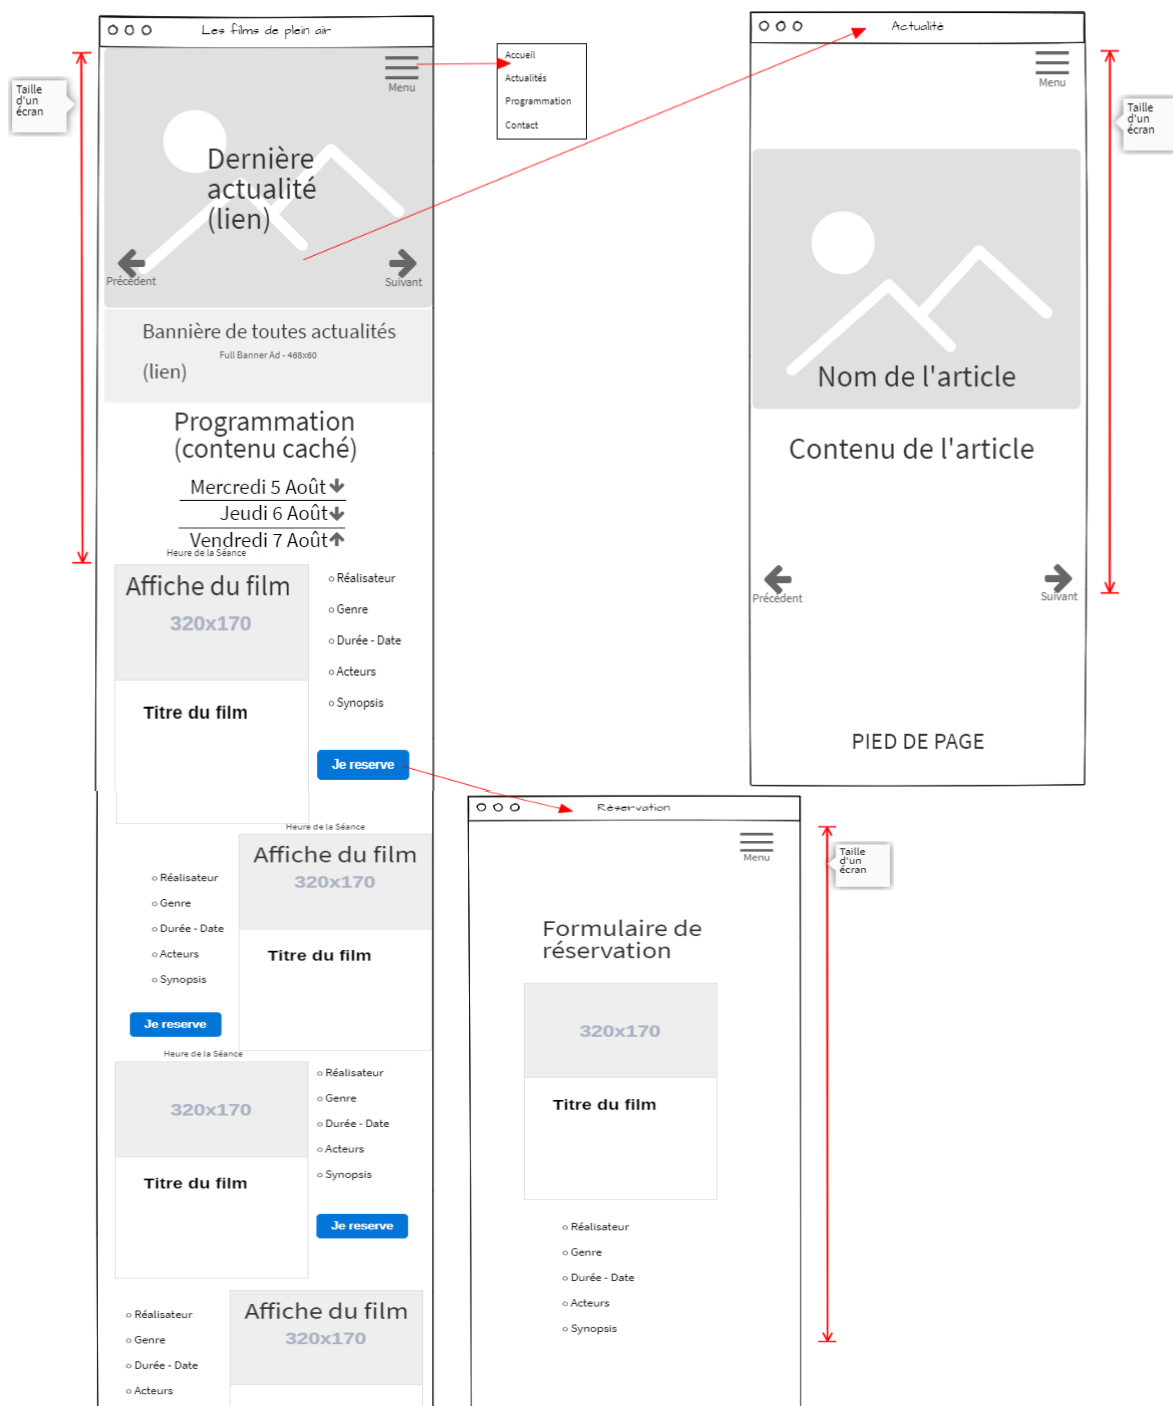 Les films de plein air
Taille
d'un
écran
Menu
Accueil
Actualités
Programmation
Contact
Dernière
actualité
(lien)
Précédent
Suivant
Bannière de toutes actualités
Full Banner Ad - 468x60
(lien)
Programmation
(contenu caché)
Mercredi 5 Août
Jeudi 6 Août
Vendredi 7 Août
Heure de la Séance
Affiche du film
320x170
Titre du film
Réalisateur
Genre
Durée - Date
Acteurs
Synopsis
Je reserve
Heure de la Séance
Réalisateur
Genre
Durée - Date
Acteurs
Synopsis
Je reserve
Affiche du film
320x170
Titre du film
Heure de la Séance
320x170
Titre du film
Réalisateur
Genre
Durée - Date
Acteurs
Synopsis
Je reserve
Réalisateur
Genre
Durée - Date
Acteurs
Affiche du film
320x170
Actualité
Menu
Taille
d'un
écran
Nom de l'article
Contenu de l'article
Précédent
Suivant
PIED DE PAGE
Réservation
Menu
Taille
d'un
écran
Formulaire de
réservation
320x170
Titre du film
Réalisateur
Genre
Durée - Date
Acteurs
Synopsis